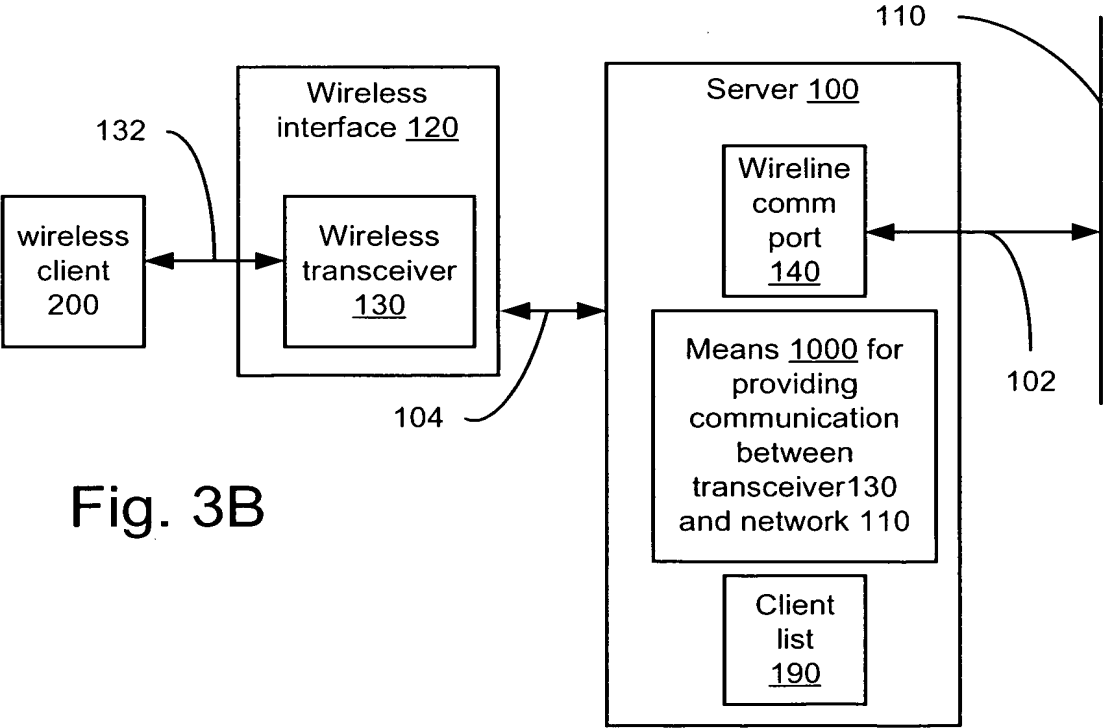 110
Wireless
interface 120
132
Server 100
wireless
client
200
Wireless
transceiver
130
Wireline
comm
port
140
104
102
Means 1000 for
providing
communication
between
transceiver130
and network 110
Fig. 3B
Client
list
190